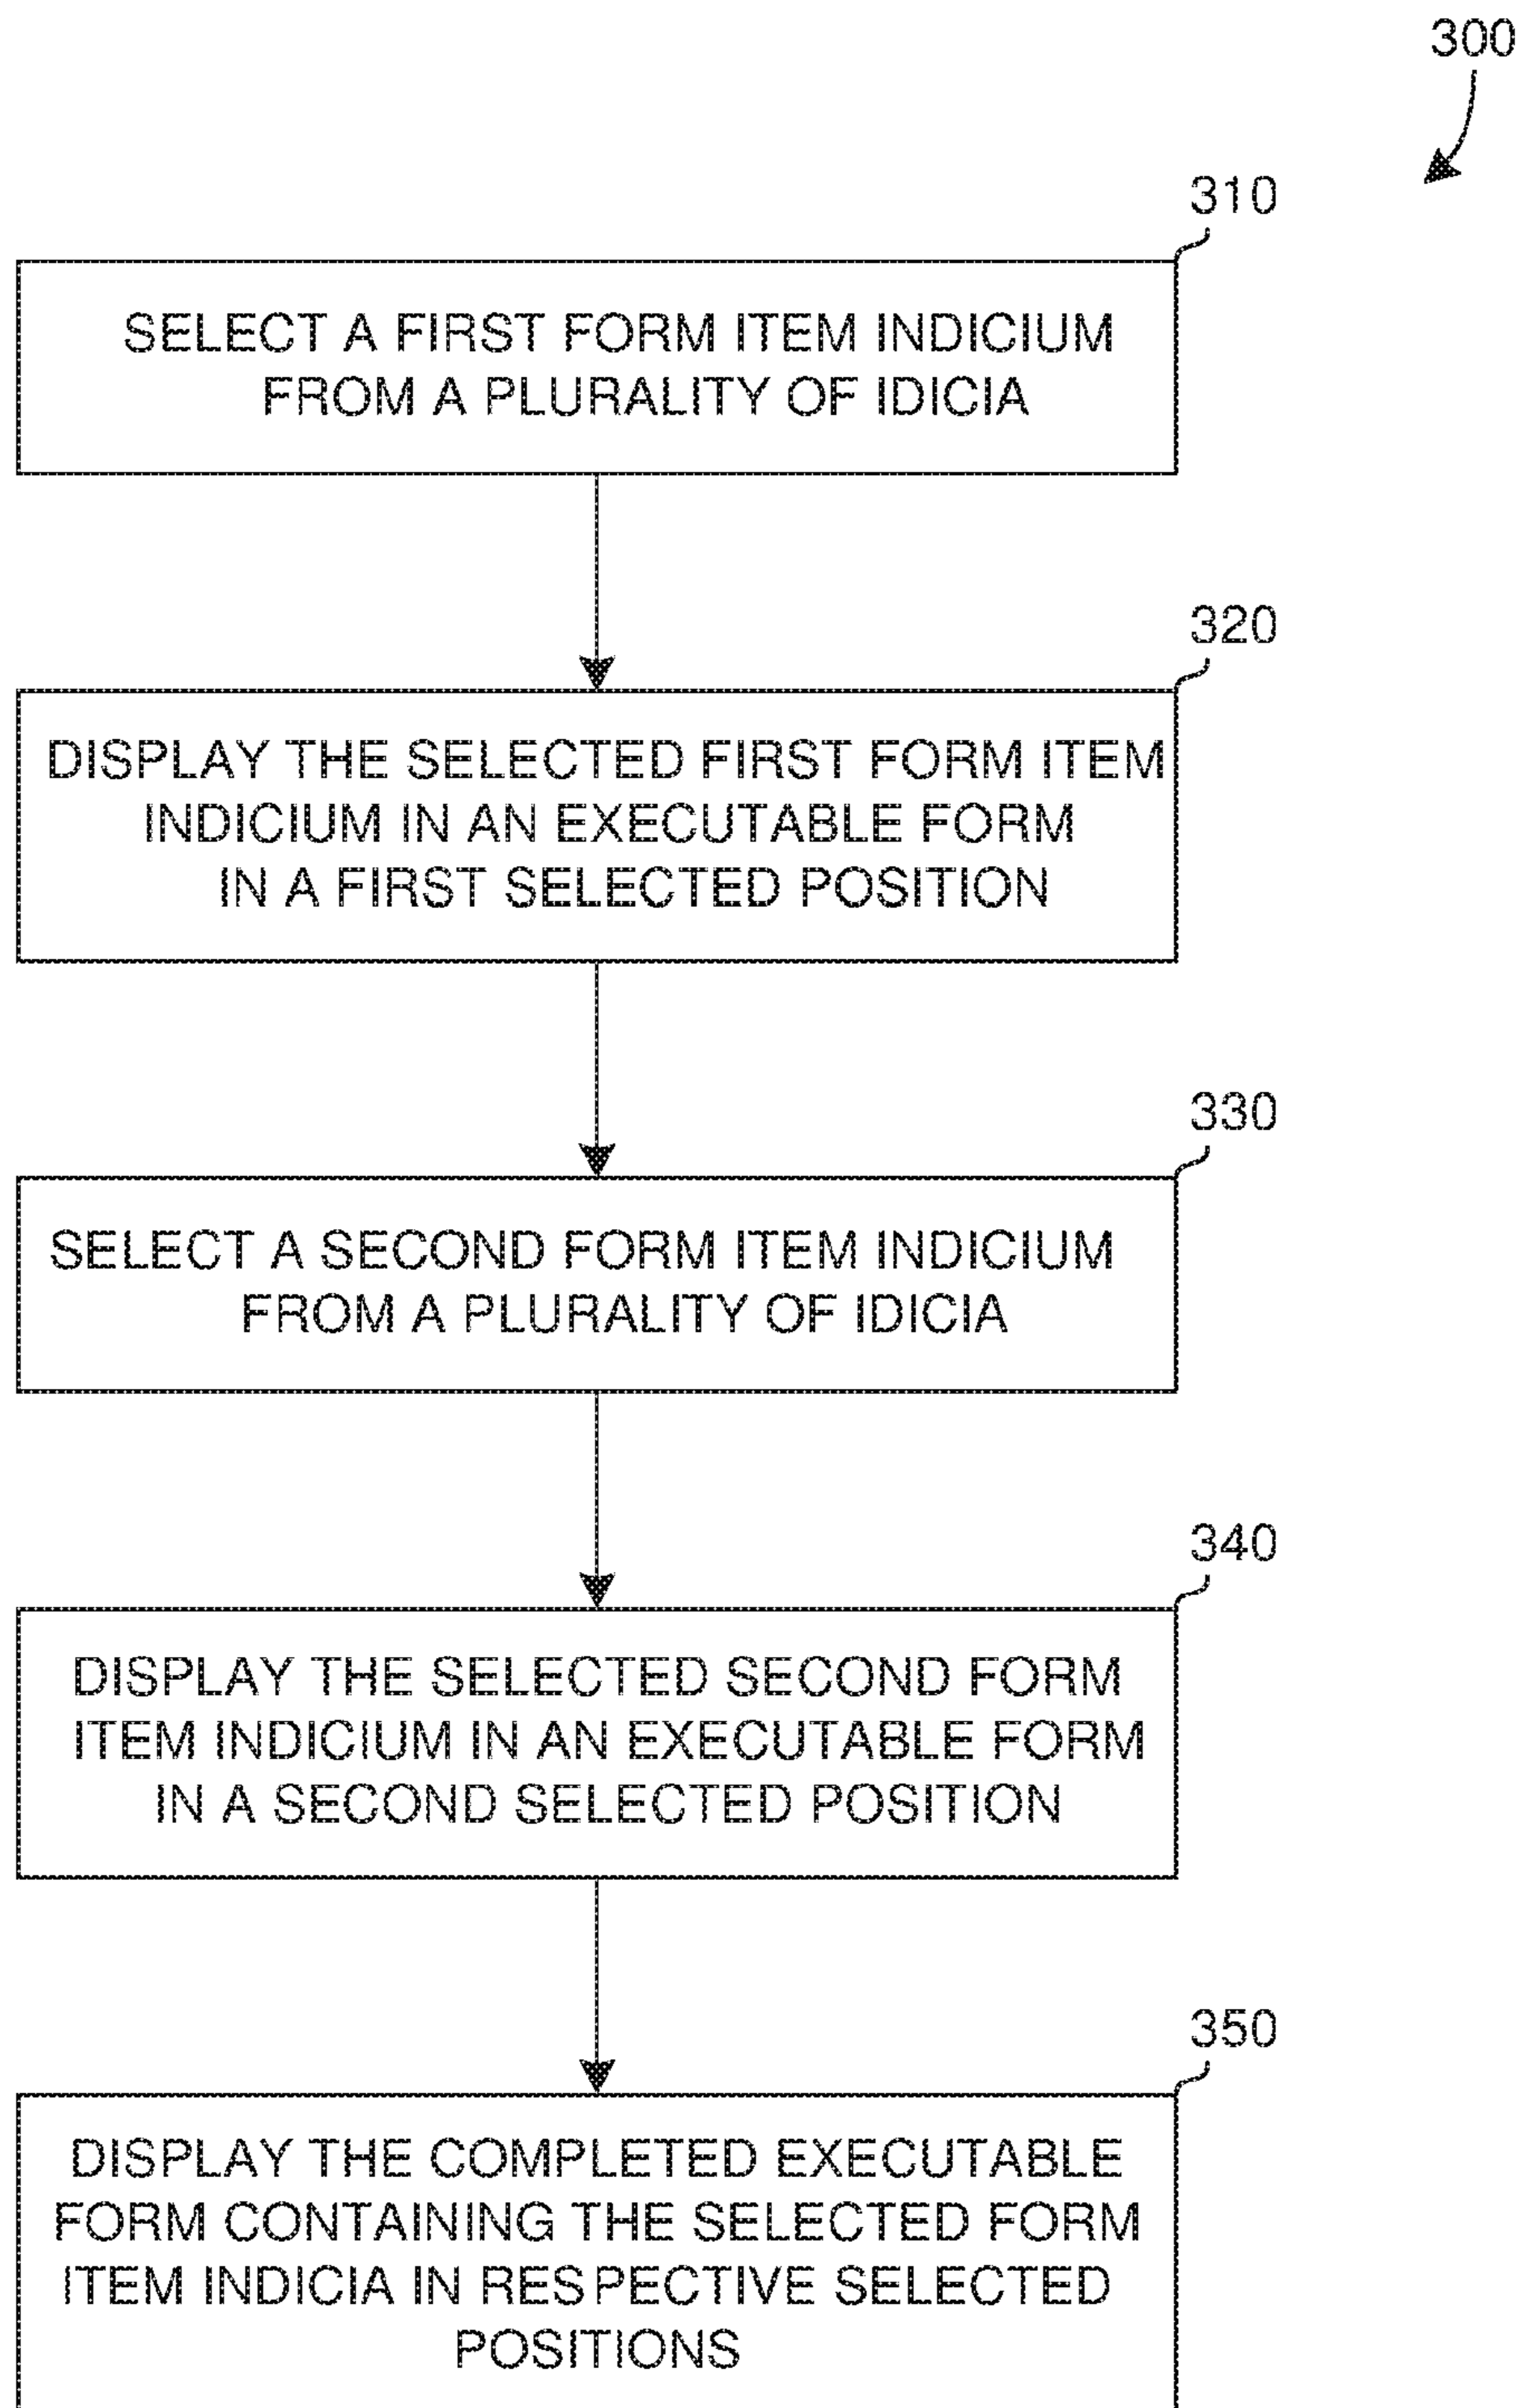 300
310
SELECT A FIRST FORM ITEM INDICIUM
FROM A PLURALITY OF IDICIA
320
DISPLAY THE SELECTED FIRST FORM ITEM
INDICIUM IN AN EXECUTABLE FORM
IN A FIRST SELECTED POSITION
330
SELECT A SECOND FORM ITEM INDICIUM
FROM A PLURALITY OF IDICIA
340
DISPLAY THE SELECTED SECOND FORM
ITEM INDICIUM IN AN EXECUTABLE FORM
IN A SECOND SELECTED POSITION
350
DISPLAY THE COMPLETED EXECUTABLE
FORM CONTAINING THE SELECTED FORM
ITEM INDICIA IN RESPECTIVE SELECTED
POSITIONS